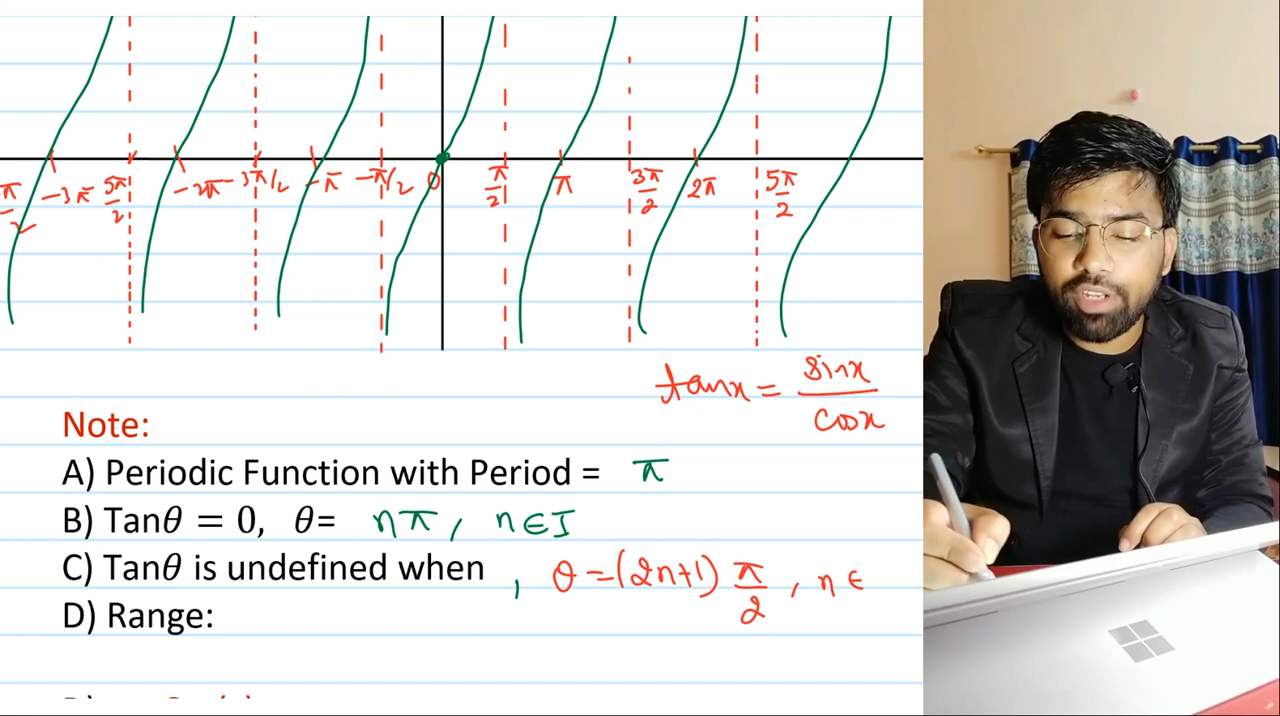 π/2 -3π 5π/2 -2π -3π/2 -π -π/2 0 π/2 π 3π/2 2π 5π/2
tanx = sinx/cosx
Note:
A) Periodic Function with Period = π
B) Tanθ = 0, θ= nπ, n∈I
C) Tanθ is undefined when , θ=(2n+1) π/2, n∈
D) Range: